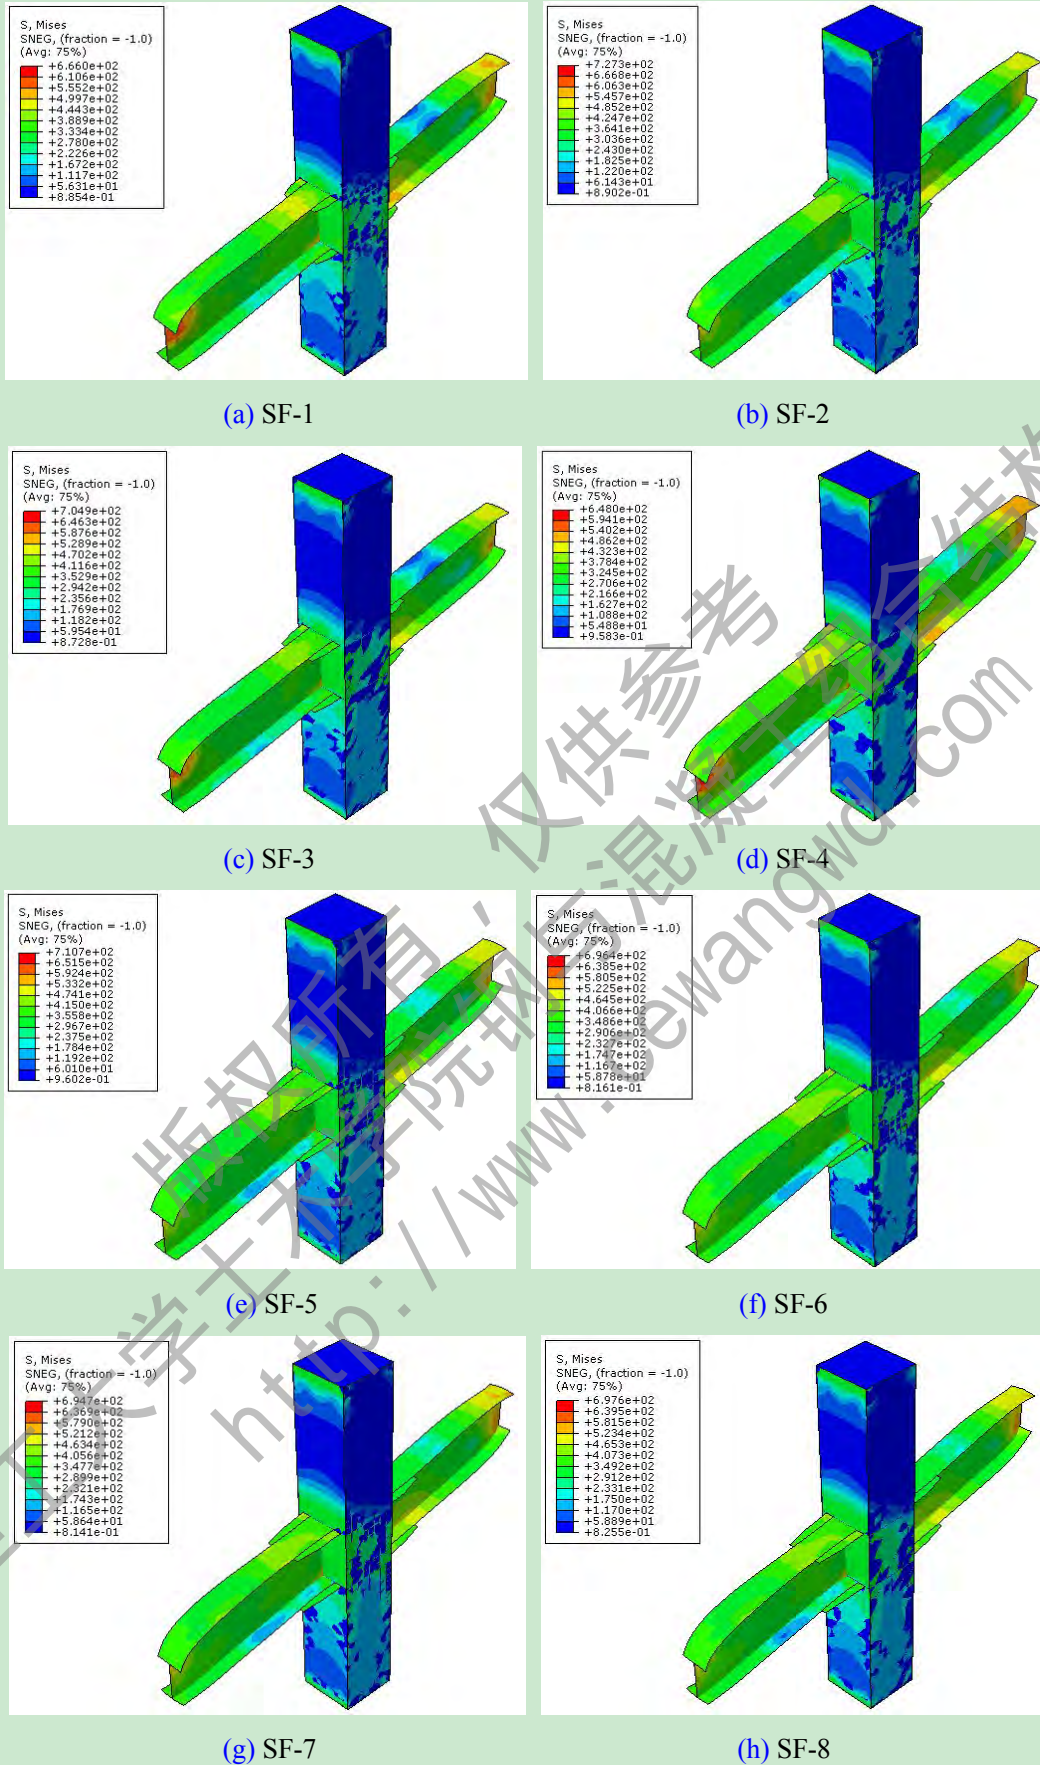 S, Mises
SNEG, (fraction = -1.0)
(Avg: 75%)
+6.660e+02
+6.106e+02
+5.552e+02
+4.997e+02
+4.443e+02
+3.889e+02
+3.334e+02
+2.780e+02
+2.226e+02
+1.672e+02
+1.117e+02
+5.631e+01
+8.854e-01
S, Mises
SNEG, (fraction = -1.0)
(Avg: 75%)
+7.273e+02
+6.668e+02
+6.063e+02
+5.457e+02
+4.852e+02
+4.247e+02
+3.641e+02
+3.036e+02
+2.430e+02
+1.825e+02
+1.220e+02
+6.143e+01
+8.902e-01
(a) SF-1
(b) SF-2
S, Mises
SNEG, (fraction = -1.0)
(Avg: 75%)
+7.049e+02
+6.463e+02
+5.876e+02
+5.289e+02
+4.702e+02
+4.116e+02
+3.529e+02
+2.942e+02
+2.356e+02
+1.769e+02
+1.182e+02
+5.954e+01
+8.728e-01
S, Mises
SNEG, (fraction = -1.0)
(Avg: 75%)
+6.480e+02
+5.941e+02
+5.402e+02
+4.862e+02
+4.323e+02
+3.784e+02
+3.245e+02
+2.706e+02
+2.166e+02
+1.627e+02
+1.088e+02
+5.488e+01
+9.583e-01
(c) SF-3
(d) SF-4
S, Mises
SNEG, (fraction = -1.0)
(Avg: 75%)
+7.107e+02
+6.515e+02
+5.924e+02
+5.332e+02
+4.741e+02
+4.150e+02
+3.558e+02
+2.967e+02
+2.375e+02
+1.784e+02
+1.192e+02
+6.010e+01
+9.602e-01
S, Mises
SNEG, (fraction = -1.0)
(Avg: 75%)
+6.964e+02
+6.385e+02
+5.805e+02
+5.225e+02
+4.645e+02
+4.066e+02
+3.486e+02
+2.906e+02
+2.327e+02
+1.747e+02
+1.167e+02
+5.878e+01
+8.161e-01
(e) SF-5
(f) SF-6
S, Mises
SNEG, (fraction = -1.0)
(Avg: 75%)
+6.947e+02
+6.369e+02
+5.790e+02
+5.212e+02
+4.634e+02
+4.056e+02
+3.477e+02
+2.899e+02
+2.321e+02
+1.743e+02
+1.165e+02
+5.864e+01
+8.141e-01
S, Mises
SNEG, (fraction = -1.0)
(Avg: 75%)
+6.976e+02
+6.395e+02
+5.815e+02
+5.234e+02
+4.653e+02
+4.073e+02
+3.492e+02
+2.912e+02
+2.331e+02
+1.750e+02
+1.170e+02
+5.889e+01
+8.255e-01
(g) SF-7
(h) SF-8
版权所有，仅供参考
工大学土木学院钢与混凝土组合结构
http://www.cewangwd.com